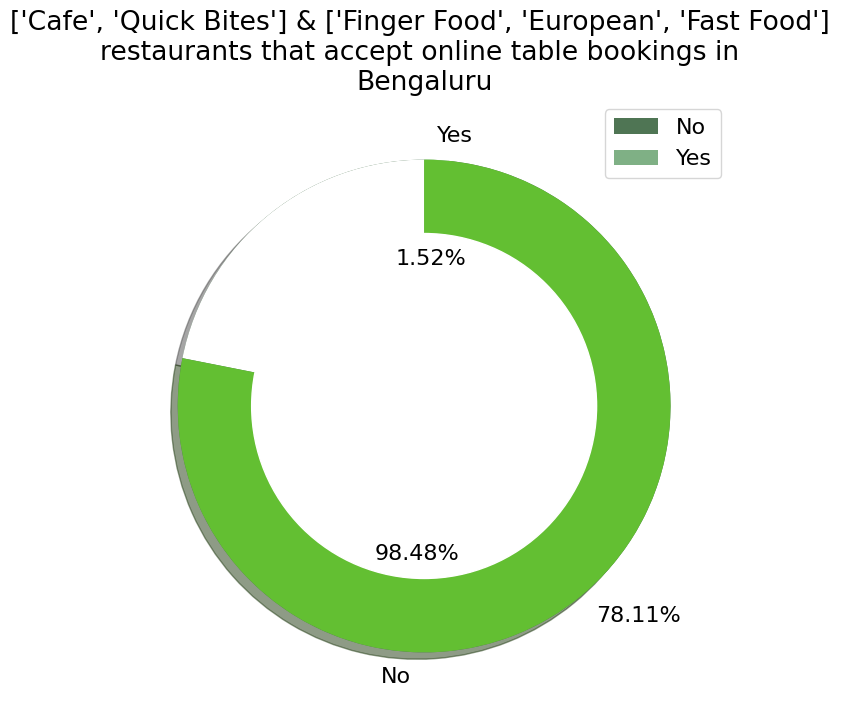 ['Cafe', 'Quick Bites'] & ['Finger Food', 'European', 'Fast Food']
restaurants that accept online table bookings in
Bengaluru
No
Yes
Yes
1.52%
98.48%
78.11%
No